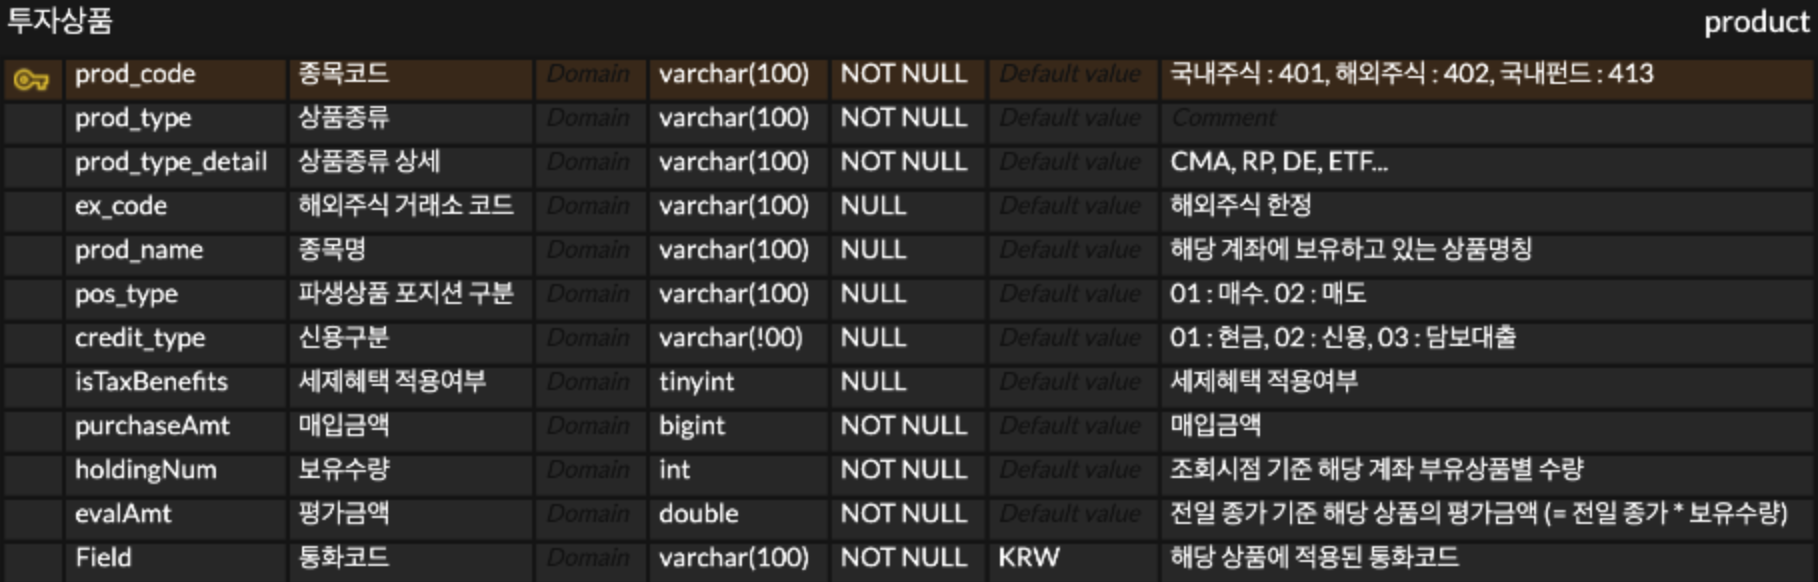 투자상품 product
prod_code 종목코드 Domain varchar(100) NOT NULL Default value 국내주식 : 401, 해외주식 : 402, 국내펀드 : 413
prod_type 상품종류 Domain varchar(100) NOT NULL Default value Comment
prod_type_detail 상품종류 상세 Domain varchar(100) NOT NULL Default value CMA, RP, DE, ETF...
ex_code 해외주식 거래소 코드 Domain varchar(100) NULL Default value 해외주식 한정
prod_name 종목명 Domain varchar(100) NULL Default value 해당 계좌에 보유하고 있는 상품명칭
pos_type 파생상품 포지션 구분 Domain varchar(100) NULL Default value 01 : 매수. 02 : 매도
credit_type 신용구분 Domain varchar(!00) NULL Default value 01 : 현금, 02 : 신용, 03 : 담보대출
isTaxBenefits 세제혜택 적용여부 Domain tinyint NULL Default value 세제혜택 적용여부
purchaseAmt 매입금액 Domain bigint NOT NULL Default value 매입금액
holdingNum 보유수량 Domain int NOT NULL Default value 조회시점 기준 해당 계좌 부유상품별 수량
evalAmt 평가금액 Domain double NOT NULL Default value 전일 종가 기준 해당 상품의 평가금액 (= 전일 종가 * 보유수량)
Field 통화코드 Domain varchar(100) NOT NULL KRW 해당 상품에 적용된 통화코드